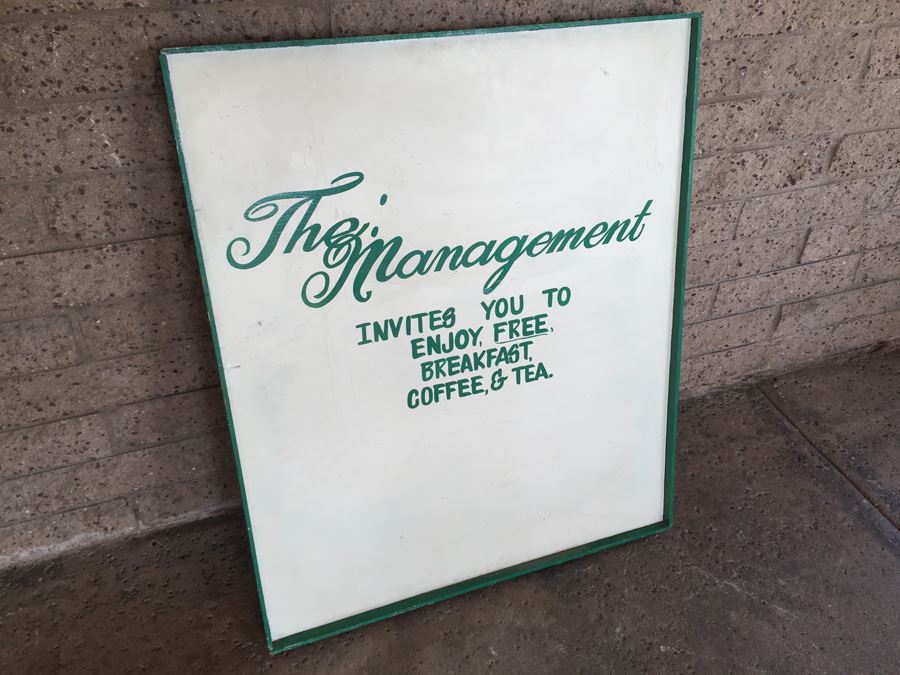 The Management
INVITES YOU TO
ENJOY, FREE,
BREAKFAST,
COFFEE, & TEA.